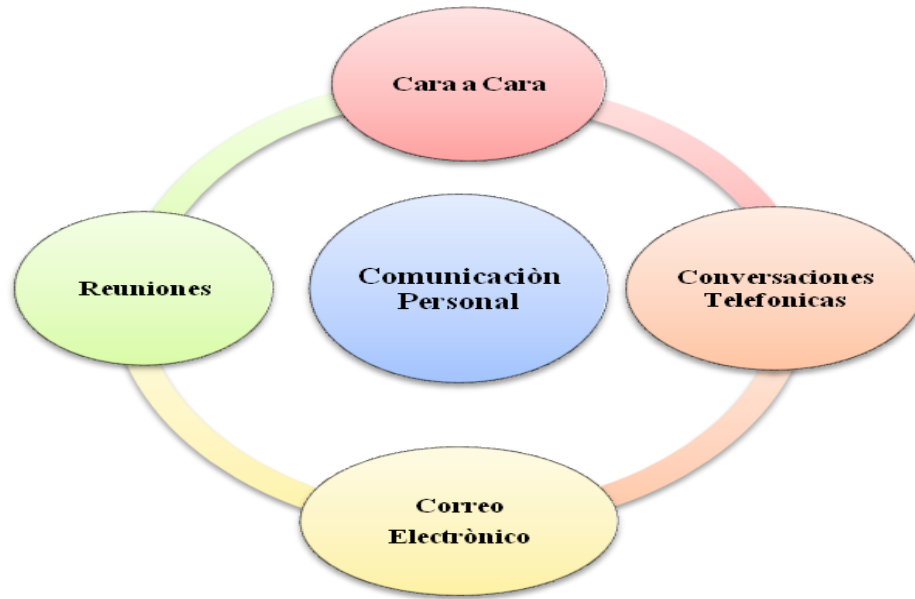 Cara a Cara
Reuniones
Comunicaciòn
Personal
Conversaciones
Telefonicas
Correo
Electrònico